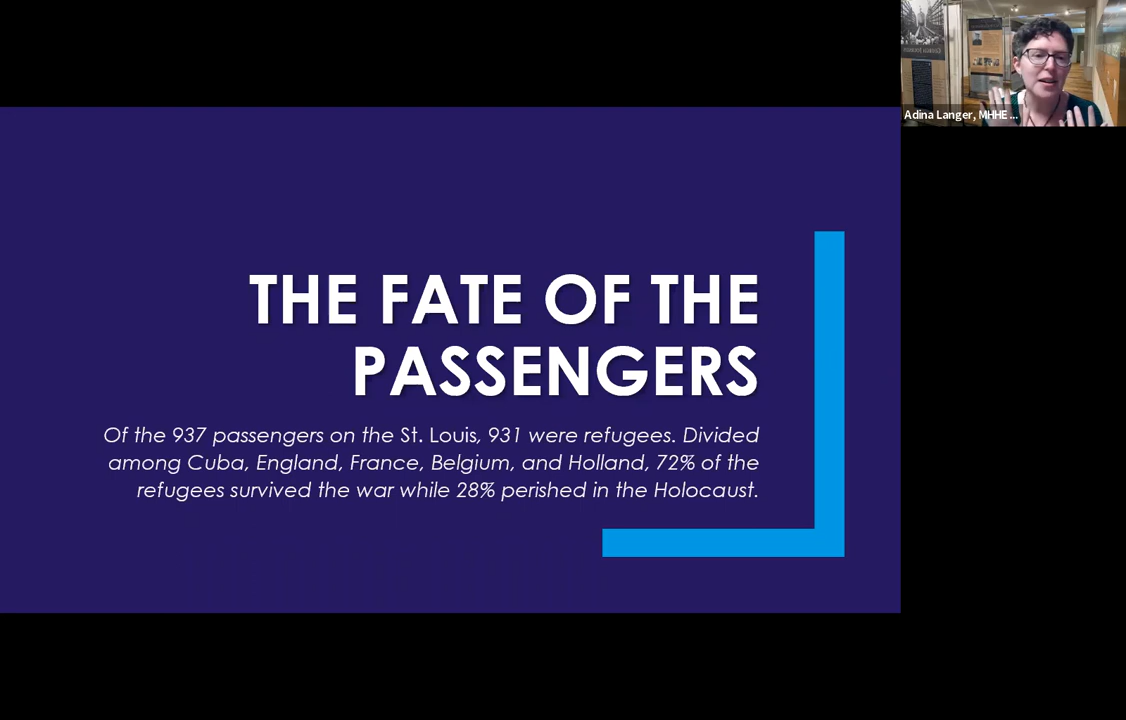 Adina Langer, MHHE ...
THE FATE OF THE
PASSENGERS
Of the 937 passengers on the St. Louis, 931 were refugees. Divided
among Cuba, England, France, Belgium, and Holland, 72% of the
refugees survived the war while 28% perished in the Holocaust.